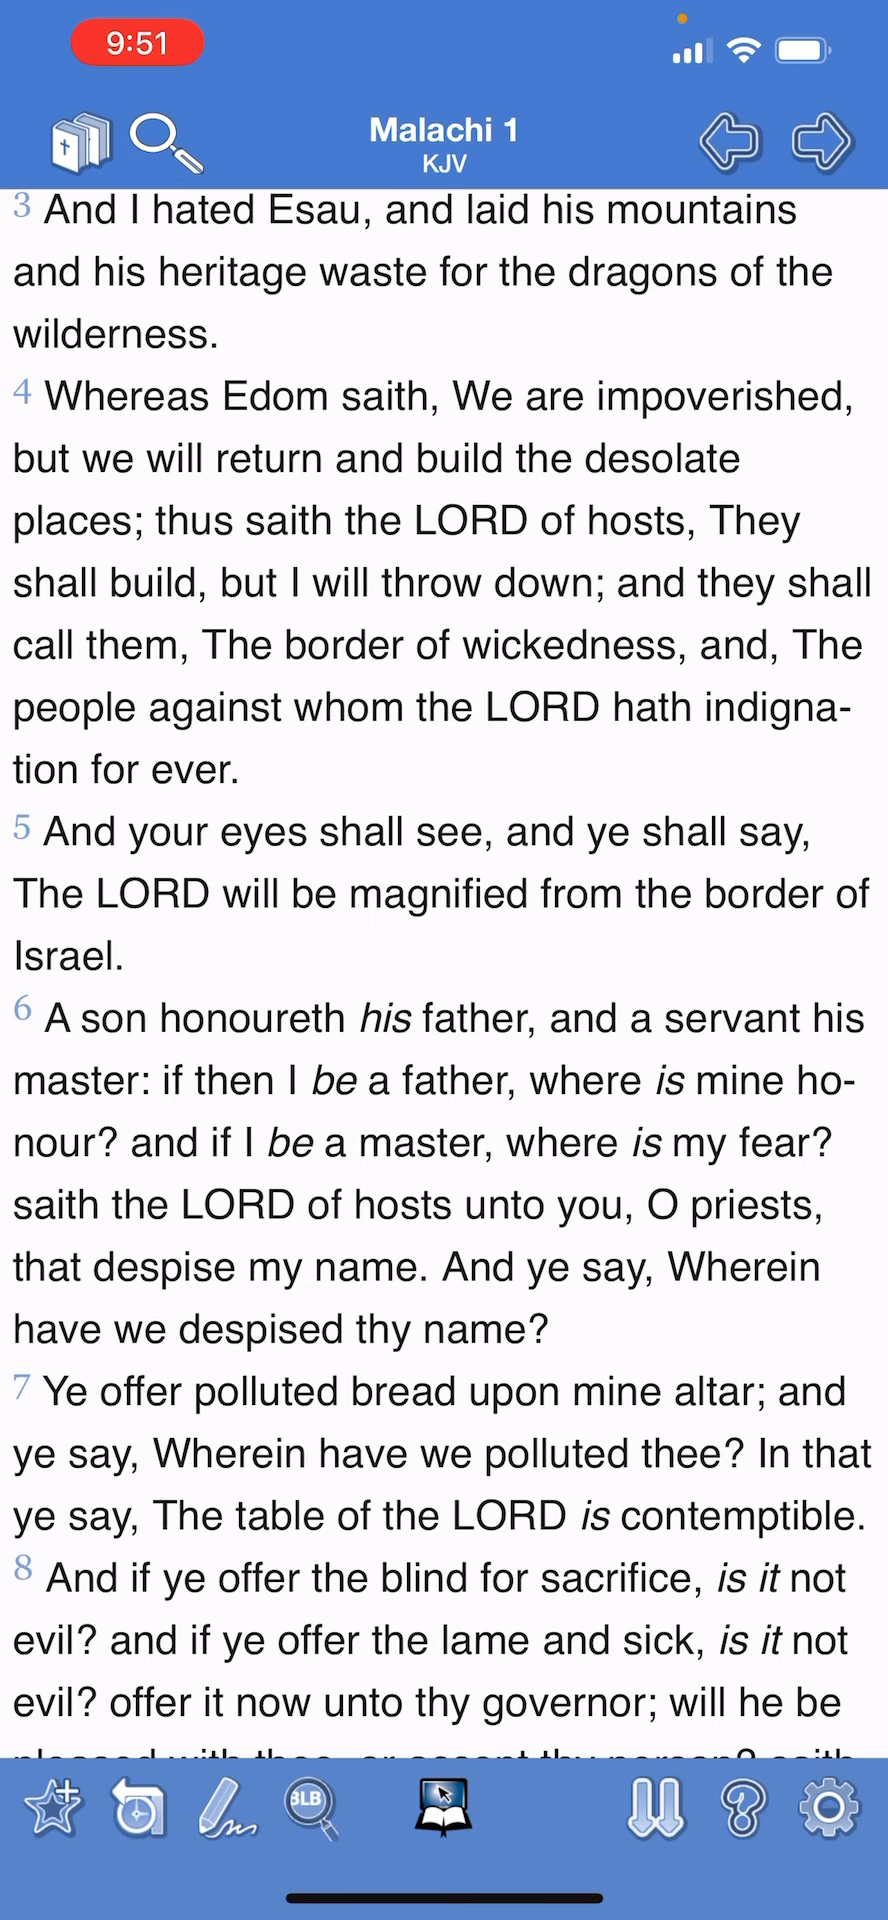 9:51
Malachi 1
KJV
3 And I hated Esau, and laid his mountains
and his heritage waste for the dragons of the
wilderness.
4 Whereas Edom saith, We are impoverished,
but we will return and build the desolate
places; thus saith the LORD of hosts, They
shall build, but I will throw down; and they shall
call them, The border of wickedness, and, The
people against whom the LORD hath indigna-
tion for ever.
5 And your eyes shall see, and ye shall say,
The LORD will be magnified from the border of
Israel.
6 A son honoureth his father, and a servant his
master: if then I be a father, where is mine ho-
nour? and if I be a master, where is my fear?
saith the LORD of hosts unto you, O priests,
that despise my name. And ye say, Wherein
have we despised thy name?
7 Ye offer polluted bread upon mine altar; and
ye say, Wherein have we polluted thee? In that
ye say, The table of the LORD is contemptible.
8 And if ye offer the blind for sacrifice, is it not
evil? and if ye offer the lame and sick, is it not
evil? offer it now unto thy governor; will he be
pleased with thee, or accept thy person? saith
BLB